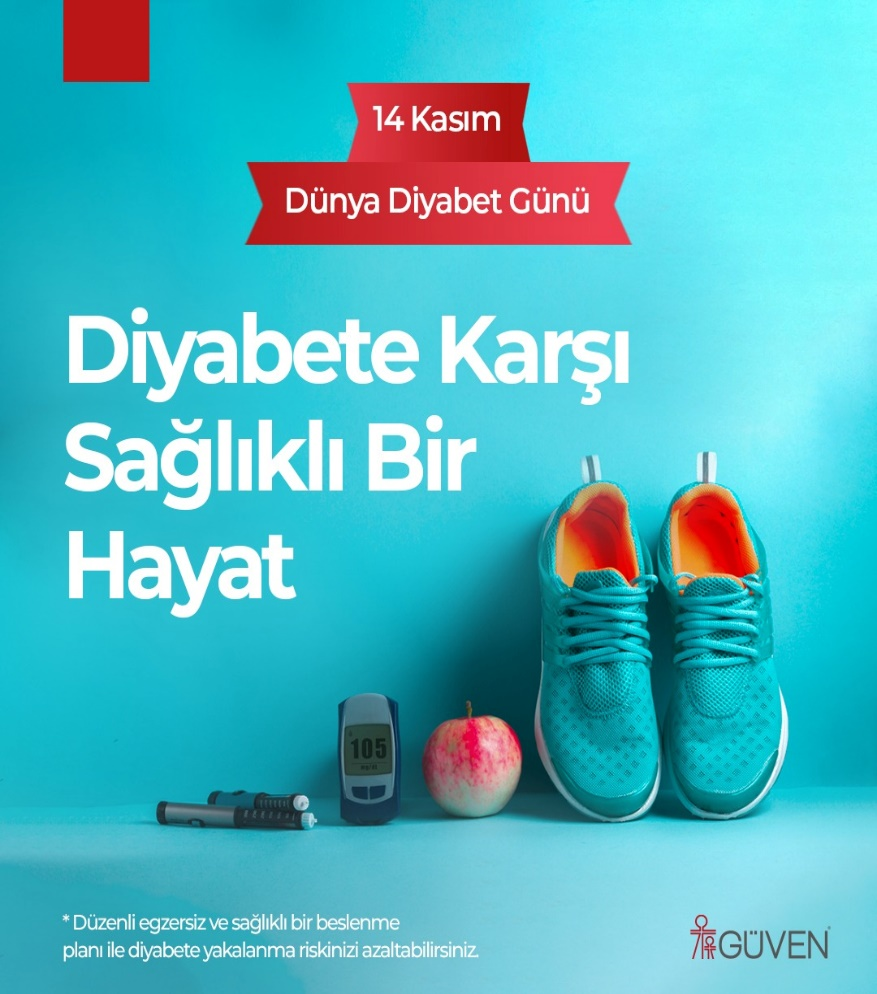 14 Kasım
Dünya Diyabet Günü
Diyabete Karşı
Sağlıklı Bir
Hayat
105
* Düzenli egzersiz ve sağlıklı bir beslenme
planı ile diyabete yakalanma riskinizi azaltabilirsiniz.
GÜVEN